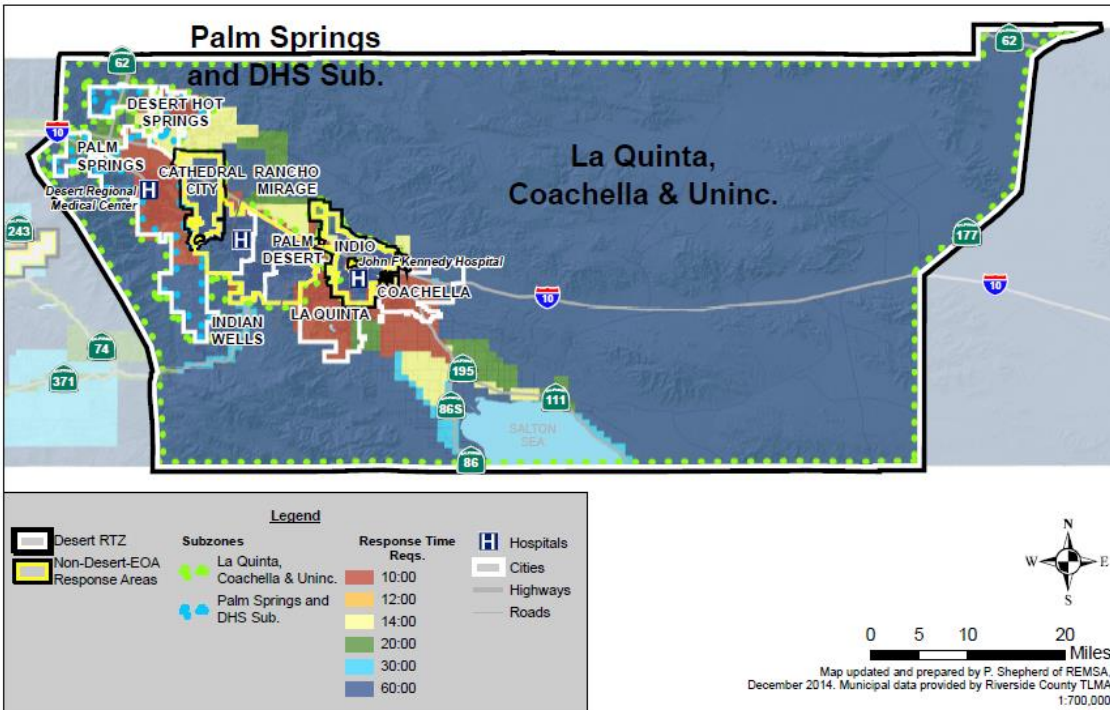 Palm Springs
and DHS Sub.
62
62
DESERT HOT
SPRINGS
10
PALM
SPRINGS
CATHEDRAL
CITY
RANCHO
MIRAGE
La Quinta,
Coachella & Uninc.
Desert Regional
Medical Center
H
H
243
177
PALM
DESERT
INDIO
John F Kennedy Hospital
H
COACHELLA
10
10
LA QUINTA
INDIAN
WELLS
74
371
195
86S
111
SALTON
SEA
86
Legend
Desert RTZ
Non-Desert-EOA
Response Areas
Subzones
La Quinta,
Coachella & Uninc.
Palm Springs and
DHS Sub.
Response Time
Reqs.
10:00
12:00
14:00
20:00
30:00
60:00
H Hospitals
Cities
Highways
Roads
N
W E
S
0 5 10 20
Miles
Map updated and prepared by P. Shepherd of REMSA,
December 2014. Municipal data provided by Riverside County TLMA
1:700,000